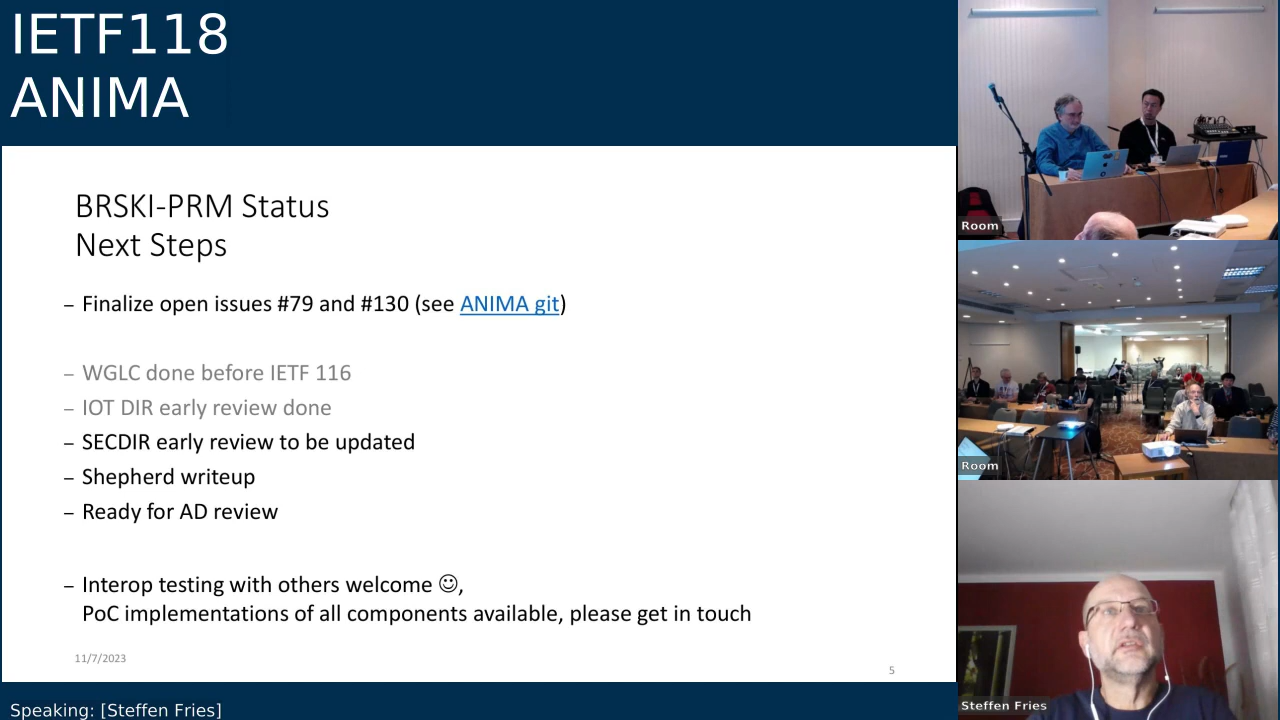 IETF118
ANIMA
BRSKI-PRM Status
Next Steps
– Finalize open issues #79 and #130 (see ANIMA git)
– WGLC done before IETF 116
– IOT DIR early review done
– SECDIR early review to be updated
– Shepherd writeup
– Ready for AD review
– Interop testing with others welcome ☺,
PoC implementations of all components available, please get in touch
11/7/2023
5
Speaking: [Steffen Fries]
Room
Room
Steffen Fries